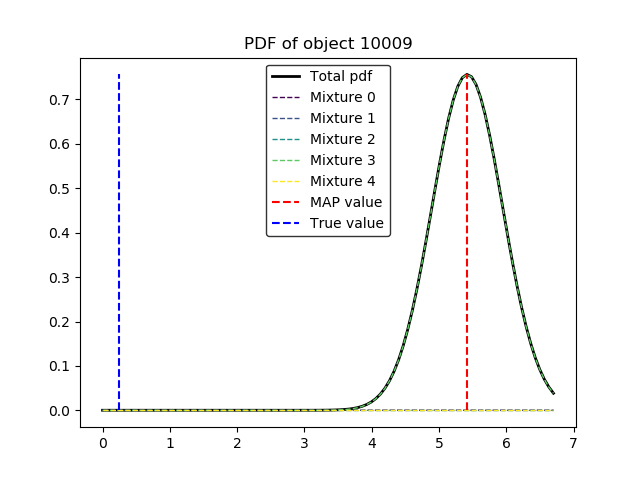 PDF of object 10009
Total pdf
Mixture 0
Mixture 1
Mixture 2
Mixture 3
Mixture 4
MAP value
True value
0.7
0.6
0.5
0.4
0.3
0.2
0.1
0.0
0 1 2 3 4 5 6 7